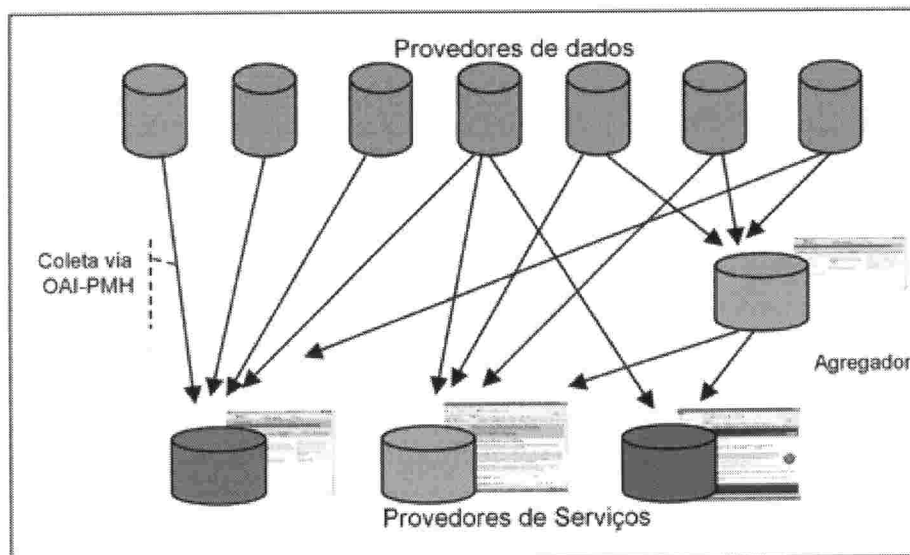 Provedores de dados
Coleta via
OAI-PMH
Agregador
Provedores de Serviços